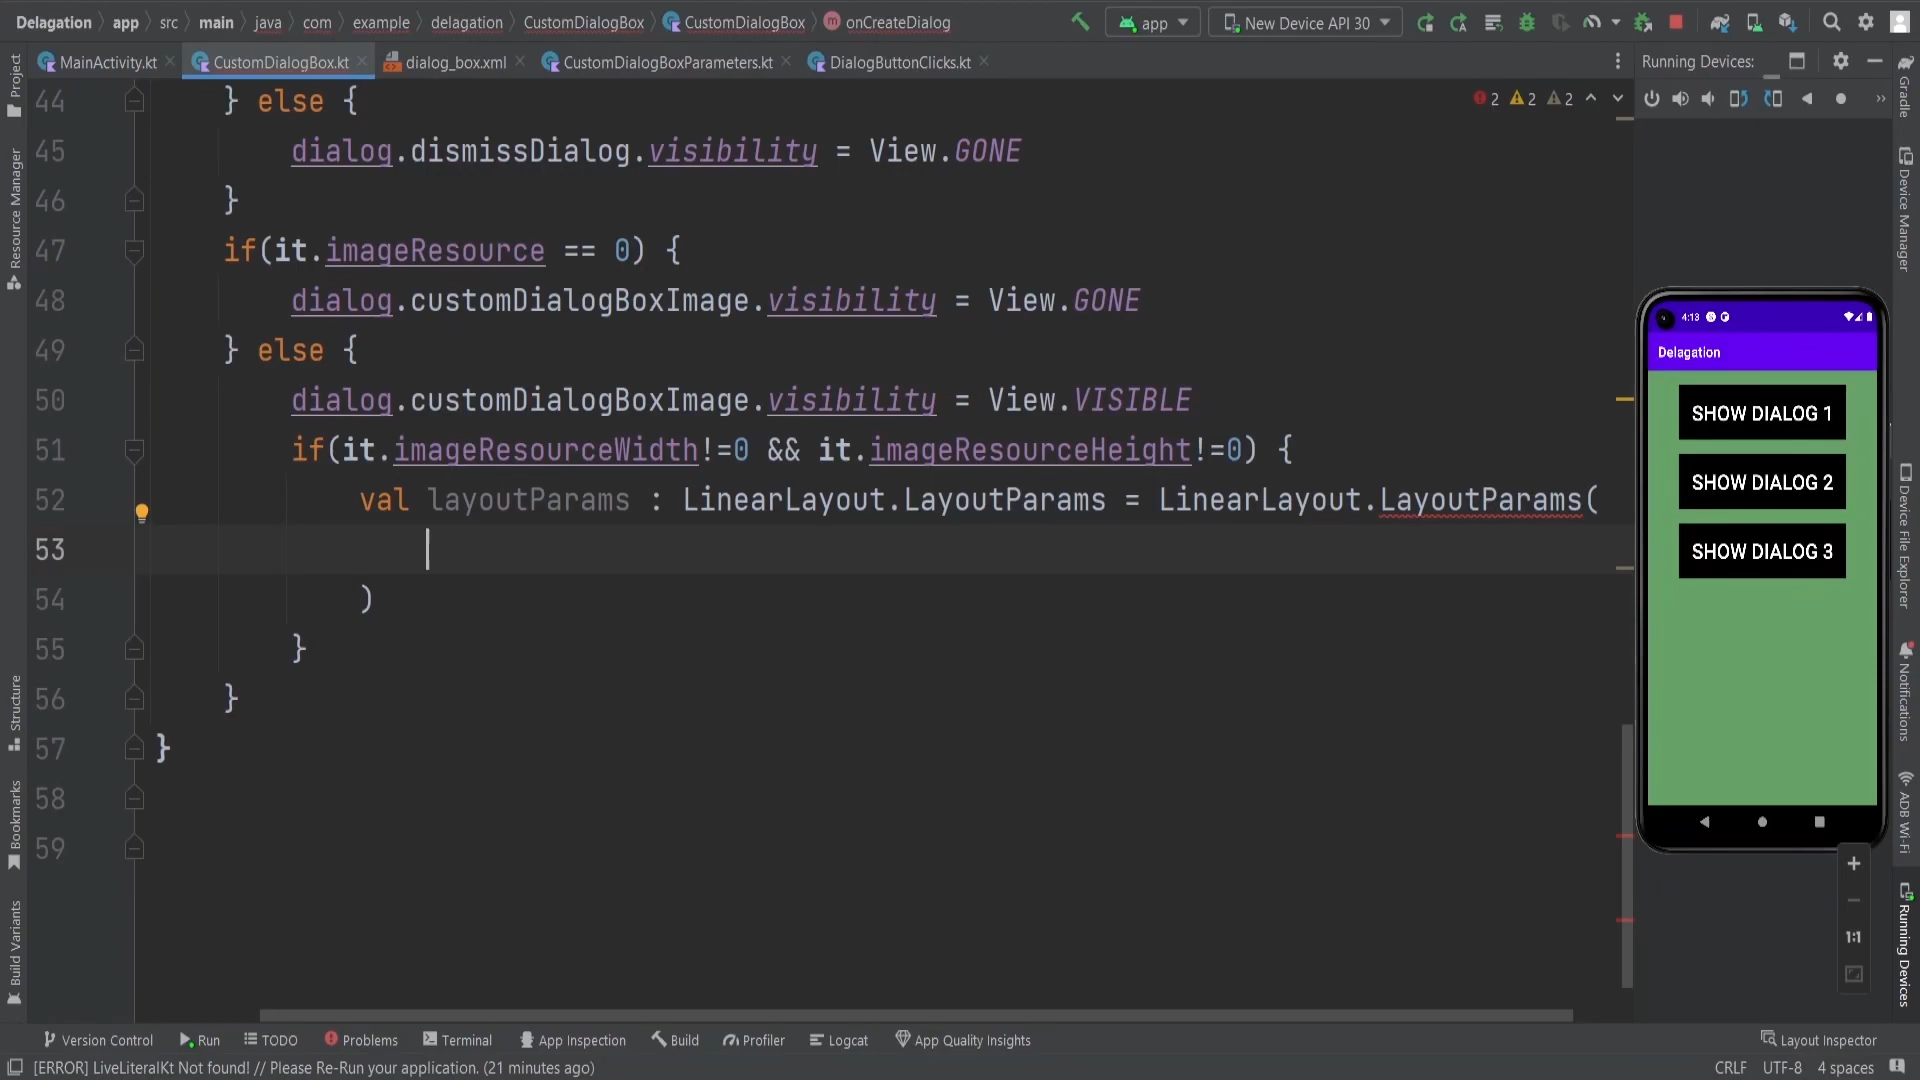 Delagation app src main java com example delagation CustomDialogBox CustomDialogBox m onCreateDialog app New Device API 30
MainActivity.kt CustomDialogBox.kt dialog_box.xml CustomDialogBoxParameters.kt DialogButtonClicks.kt Running Devices:
2 2 2
44 } else {
45 dialog.dismissDialog.visibility = View.GONE
46 }
47 if(it.imageResource == 0) {
48 dialog.customDialogBoxImage.visibility = View.GONE
49 } else {
50 dialog.customDialogBoxImage.visibility = View.VISIBLE
51 if(it.imageResourceWidth!=0 && it.imageResourceHeight!=0) {
52 val layoutParams : LinearLayout.LayoutParams = LinearLayout.LayoutParams(
53
54 )
55 }
56 }
57 }
58
59
Project
Resource Manager
Structure
Bookmarks
Build Variants
4:13
Delagation
SHOW DIALOG 1
SHOW DIALOG 2
SHOW DIALOG 3
1:1
Gradle
Device Manager
Device File Explorer
Notifications
ADB Wi-Fi
Running Devices
Version Control Run TODO Problems Terminal App Inspection Build Profiler Logcat App Quality Insights Layout Inspector
[ERROR] LiveLiteralKt Not found! // Please Re-Run your application. (21 minutes ago) CRLF UTF-8 4 spaces